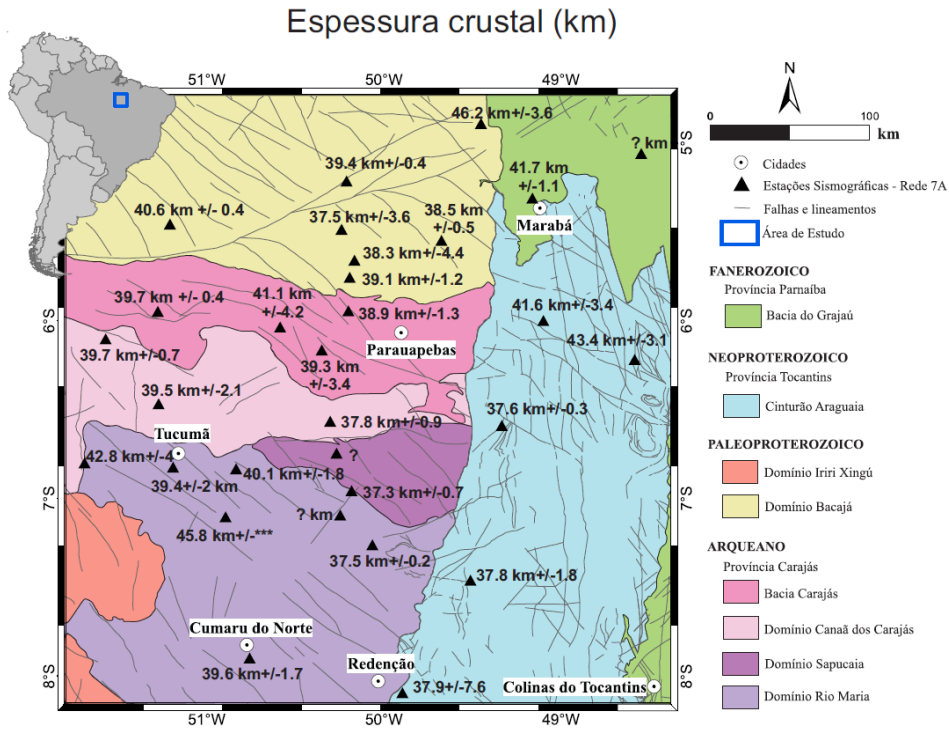 Espessura crustal (km)
51°W
50°W
49°W
N
0
100
km
46.2 km+/-3.6
? km
5°S
39.4 km+/-0.4
41.7 km
+/-1.1
Cidades
Estações Sismográficas - Rede 7A
40.6 km +/- 0.4
37.5 km+/-3.6
38.5 km
+/-0.5
Marabá
Falhas e lineamentos
Área de Estudo
38.3 km+/-4.4
39.1 km+/-1.2
FANEROZOICO
Província Parnaíba
39.7 km +/- 0.4
41.1 km
+/-4.2
38.9 km+/-1.3
41.6 km+/-3.4
Bacia do Grajaú
6°S
6°S
Parauapebas
43.4 km+/-3.1
39.7 km+/-0.7
39.3 km
+/-3.4
NEOPROTEROZOICO
Província Tocantins
39.5 km+/-2.1
37.8 km+/-0.9
37.6 km+/-0.3
Cinturão Araguaia
Tucumã
?
PALEOPROTEROZOICO
42.8 km+/-4
39.4+/-2 km
40.1 km+/-1.8
Domínio Iriri Xingú
7°S
7°S
37.3 km+/-0.7
Domínio Bacajá
? km
45.8 km+/-***
37.5 km+/-0.2
ARQUEANO
Província Carajás
37.8 km+/-1.8
Bacia Carajás
Cumaru do Norte
Domínio Canaã dos Carajás
39.6 km+/-1.7
Redenção
Domínio Sapucaia
8°S
8°S
37.9+/-7.6
Colinas do Tocantins
Domínio Rio Maria
51°W
50°W
49°W